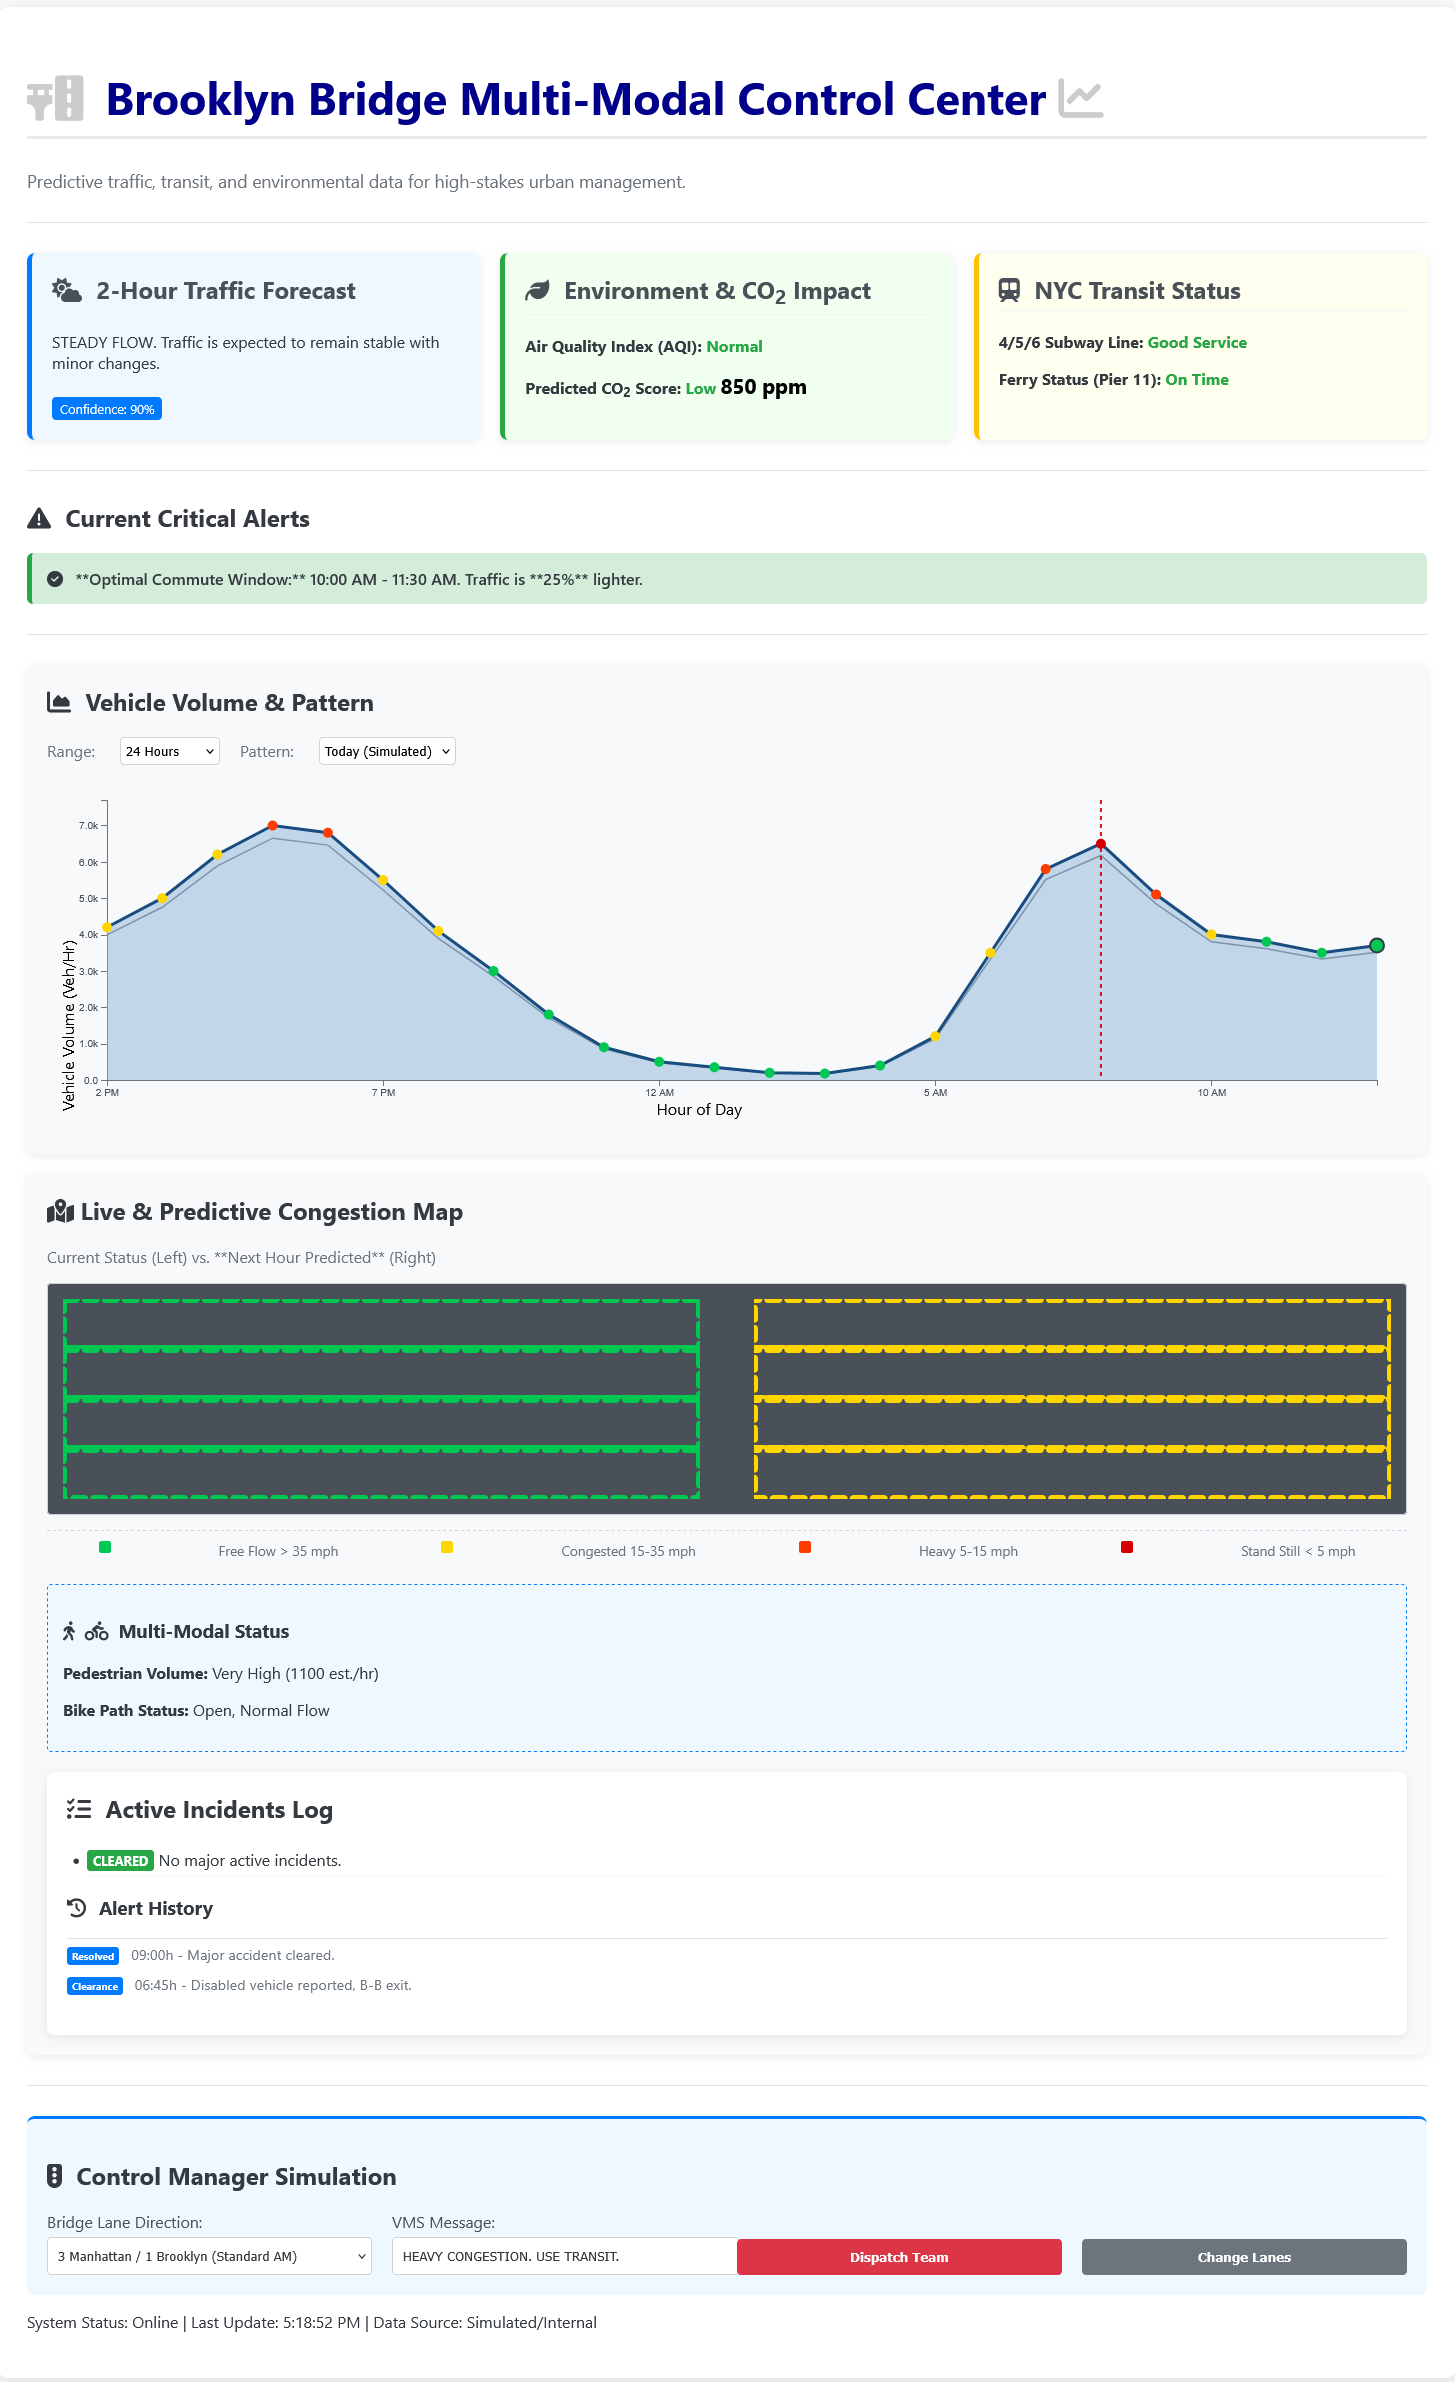 Brooklyn Bridge Multi-Modal Control Center
Predictive traffic, transit, and environmental data for high-stakes urban management.
2-Hour Traffic Forecast
STEADY FLOW. Traffic is expected to remain stable with
minor changes.
Confidence: 90%
Environment & CO2 Impact
Air Quality Index (AQI): Normal
Predicted CO2 Score: Low 850 ppm
NYC Transit Status
4/5/6 Subway Line: Good Service
Ferry Status (Pier 11): On Time
Current Critical Alerts
**Optimal Commute Window:** 10:00 AM - 11:30 AM. Traffic is **25%** lighter.
Vehicle Volume & Pattern
Range: 24 Hours Pattern: Today (Simulated)
Vehicle Volume (Veh/Hr)
7.0k
6.0k
5.0k
4.0k
3.0k
2.0k
1.0k
0.0
2 PM 7 PM 12 AM 5 AM 10 AM
Hour of Day
Live & Predictive Congestion Map
Current Status (Left) vs. **Next Hour Predicted** (Right)
Free Flow > 35 mph Congested 15-35 mph Heavy 5-15 mph Stand Still < 5 mph
Multi-Modal Status
Pedestrian Volume: Very High (1100 est./hr)
Bike Path Status: Open, Normal Flow
Active Incidents Log
• CLEARED No major active incidents.
Alert History
Resolved 09:00h - Major accident cleared.
Clearance 06:45h - Disabled vehicle reported, B-B exit.
Control Manager Simulation
Bridge Lane Direction: VMS Message:
3 Manhattan / 1 Brooklyn (Standard AM) HEAVY CONGESTION. USE TRANSIT. Dispatch Team Change Lanes
System Status: Online | Last Update: 5:18:52 PM | Data Source: Simulated/Internal